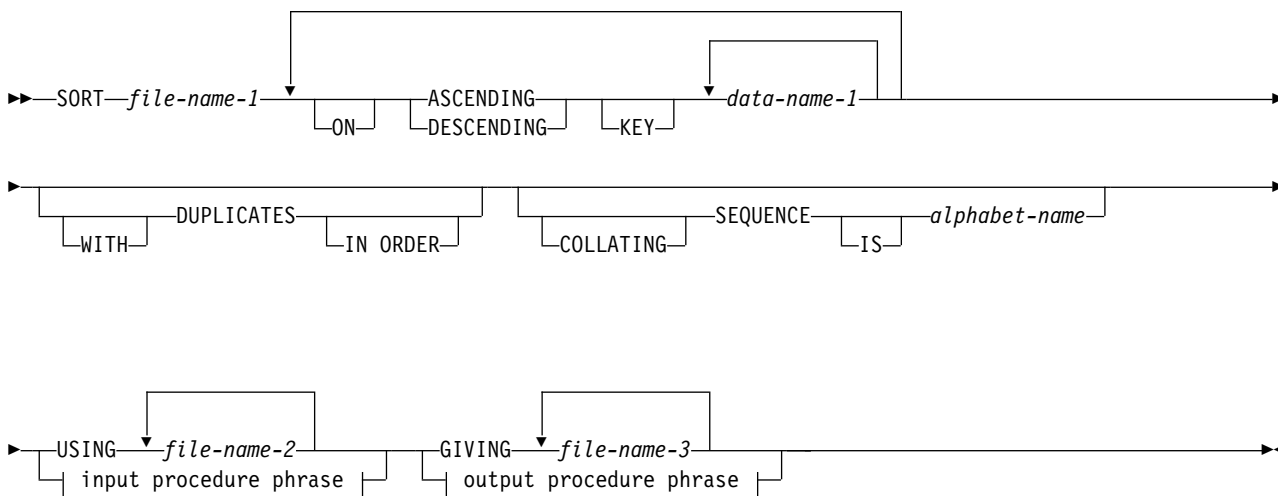 SORT file-name-1 ASCENDING data-name-1
ON DESCENDING KEY
DUPLICATES SEQUENCE alphabet-name
WITH IN ORDER COLLATING IS
USING file-name-2 GIVING file-name-3
input procedure phrase output procedure phrase